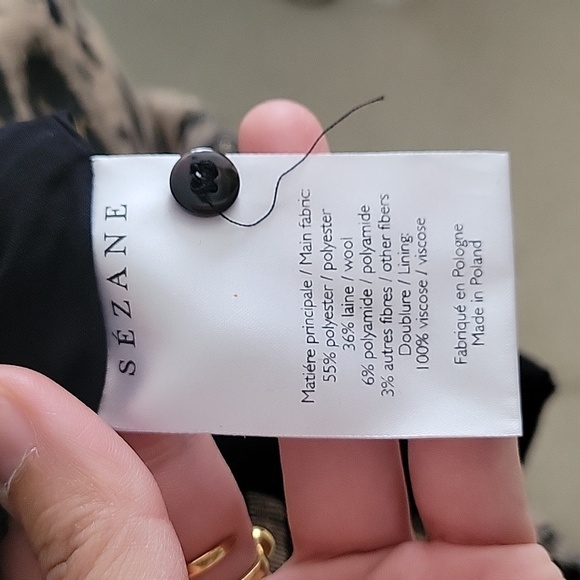 SÉZANE
Matiére principale / Main fabric:
55% polyester / polyester
36% laine / wool
6% polyamide / polyamide
3% autres fibres / other fibers
Doublure / Lining:
100% viscose / viscose
Fabriqué en Pologne
Made in Poland